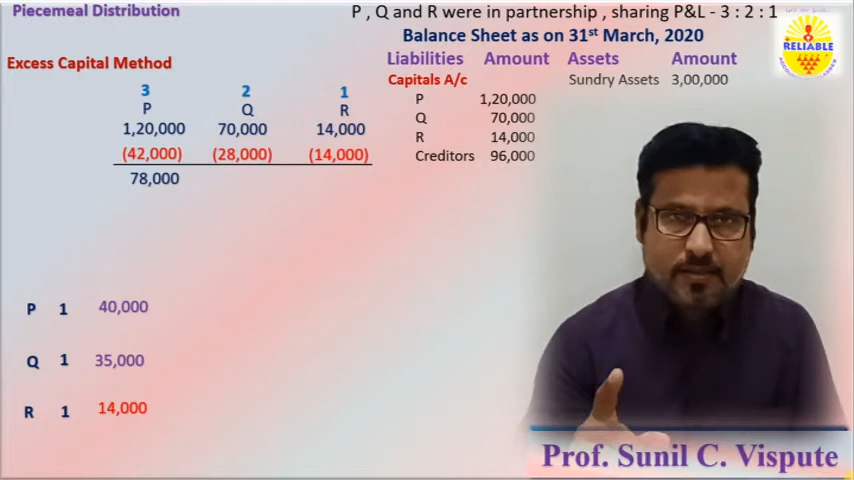 Piecemeal Distribution
P , Q and R were in partnership , sharing P&L - 3 : 2 : 1
Balance Sheet as on 31st March, 2020
Excess Capital Method
Liabilities Amount Assets Amount
Capitals A/c Sundry Assets 3,00,000
P 1,20,000
Q 70,000
R 14,000
Creditors 96,000
3 2 1
P Q R
1,20,000 70,000 14,000
(42,000) (28,000) (14,000)
78,000
P 1 40,000
Q 1 35,000
R 1 14,000
RELIABLE
Prof. Sunil C. Vispute